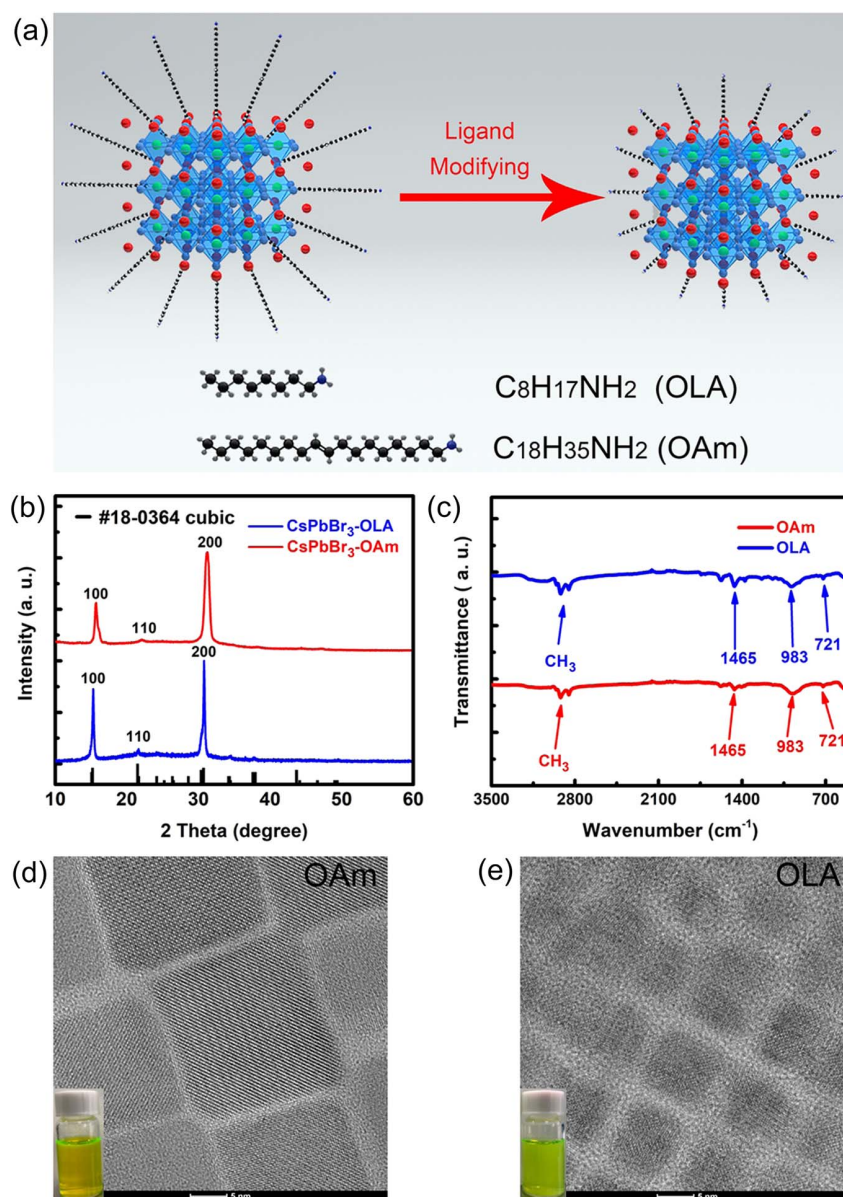 (a)
Ligand
Modifying
C8H17NH2 (OLA)
C18H35NH2 (OAm)
(b)
#18-0364 cubic
CsPbBr3-OLA
CsPbBr3-OAm
100
110
200
100
110
200
Intensity (a. u.)
10 20 30 40 50 60
2 Theta (degree)
(c)
OAm
OLA
CH3
1465
983
721
CH3
1465
983
721
Transmittance ( a. u.)
3500 2800 2100 1400 700
Wavenumber (cm-1)
(d)
OAm
5 nm
(e)
OLA
5 nm